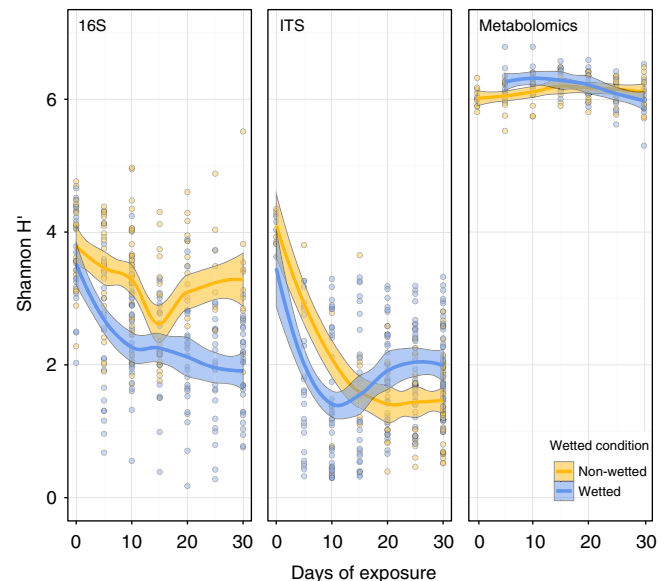 16S
ITS
Metabolomics
Shannon H'
6
4
2
0
Wetted condition
Non-wetted
Wetted
0 10 20 30 0 10 20 30 0 10 20 30
Days of exposure